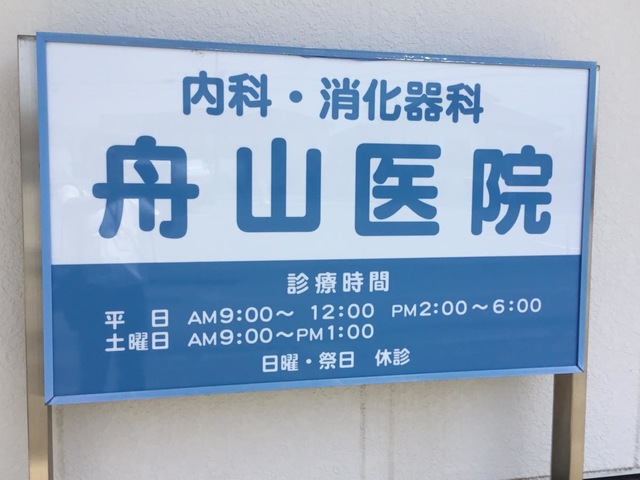 内科・消化器科
舟山医院
診療時間
平 日 AM9:00～ 12:00 PM2:00～6:00
土曜日 AM9:00～PM1:00
日曜・祭日 休診